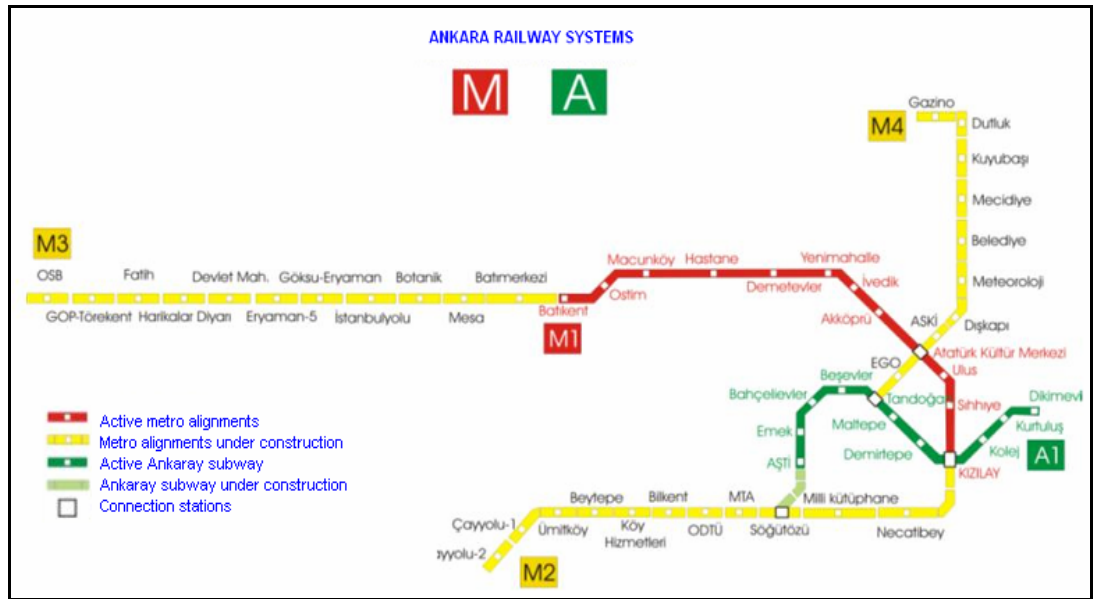 ANKARA RAILWAY SYSTEMS
M A
Gazino
M4
Dutluk
Kuyubaşı
Mecidiye
Belediye
Meteoroloji
Dışkapı
ASKİ
Atatürk Kültür Merkezi
EGO
M3
OSB
Fatih
Devlet Mah.
Göksu-Eryaman
Botanik
Batımerkezi
GOP-Törekent
Harikalar Diyarı
Eryaman-5
İstanbulyolu
Mesa
Batıkent
M1
Ostim
Macunköy
Hastane
Demetevler
Yenimahalle
İvedik
Akköprü
Ulus
Sıhhıye
KIZILAY
Beşevler
Bahçelievler
Emek
AŞTİ
Tandoğa
Maltepe
Demirtepe
Kolej
Kurtuluş
Dikimevi
A1
Active metro alignments
Metro alignments under construction
Active Ankaray subway
Ankaray subway under construction
Connection stations
Beytepe
Bilkent
MTA
Milli kütüphane
Çayyolu-1
Ümitköy
Köy
Hizmetleri
ODTÜ
Söğütözü
Necatibey
ayyolu-2
M2